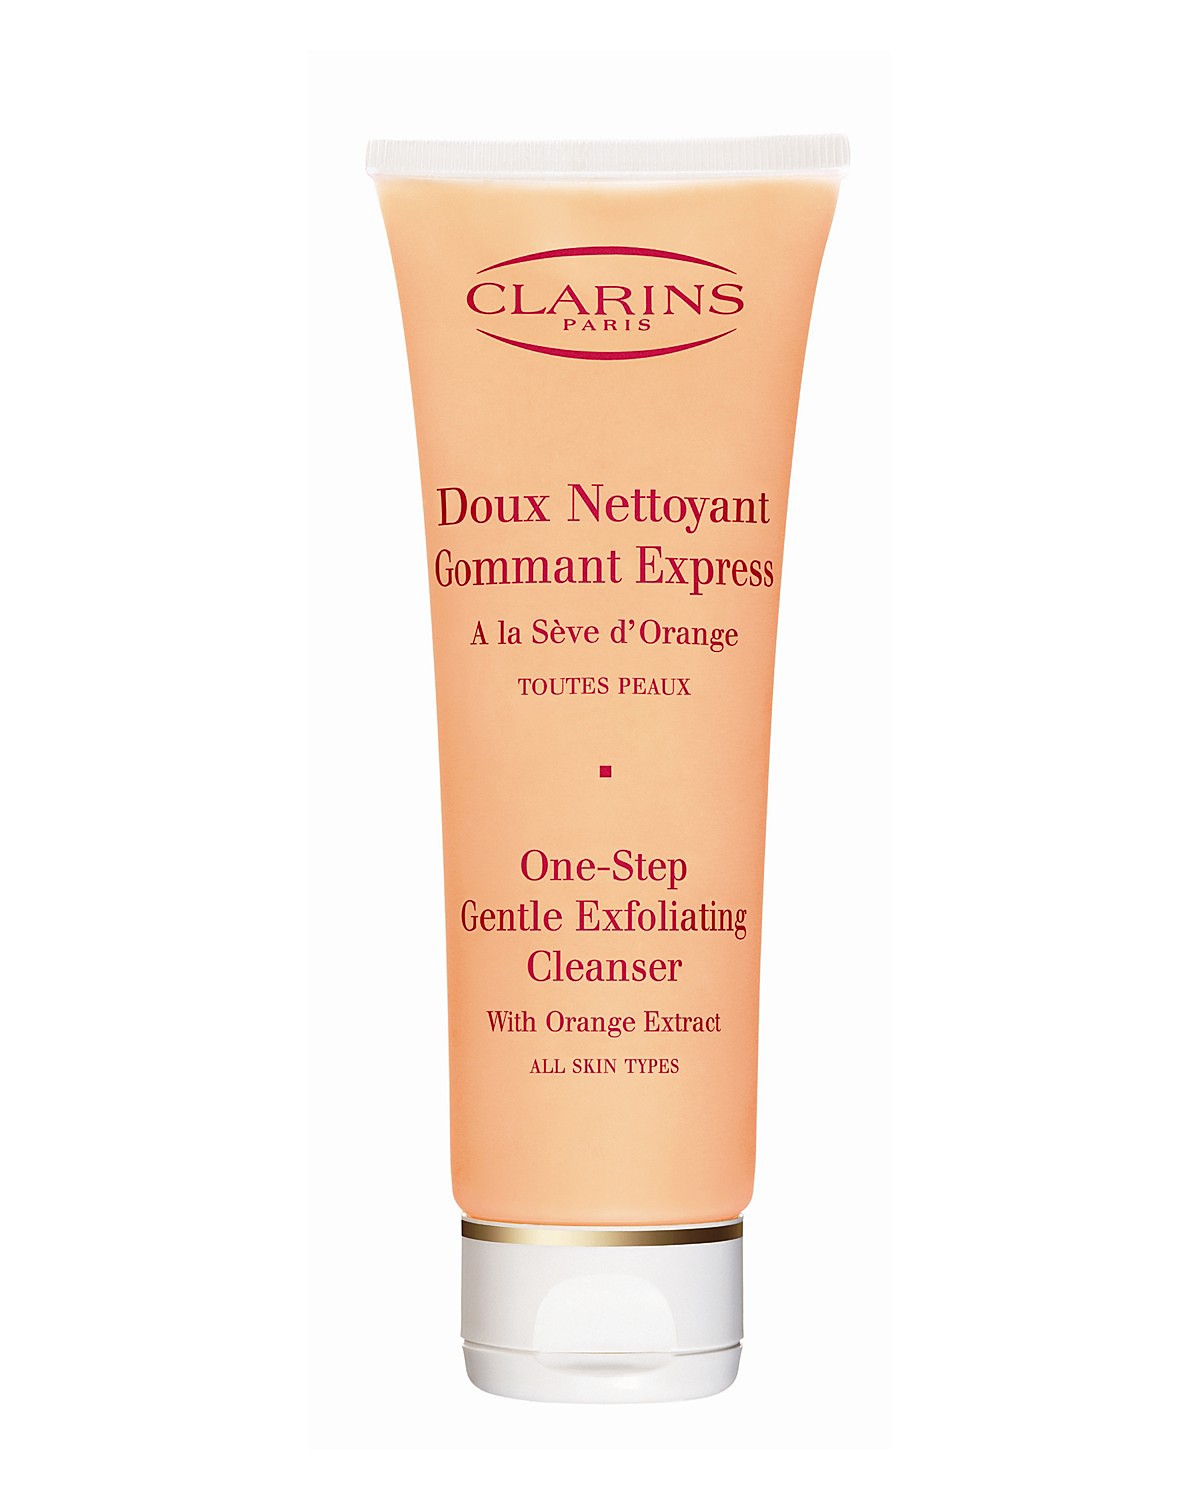 CLARINS
PARIS
Doux Nettoyant
Gommant Express
A la Sève d'Orange
TOUTES PEAUX
One-Step
Gentle Exfoliating
Cleanser
With Orange Extract
ALL SKIN TYPES